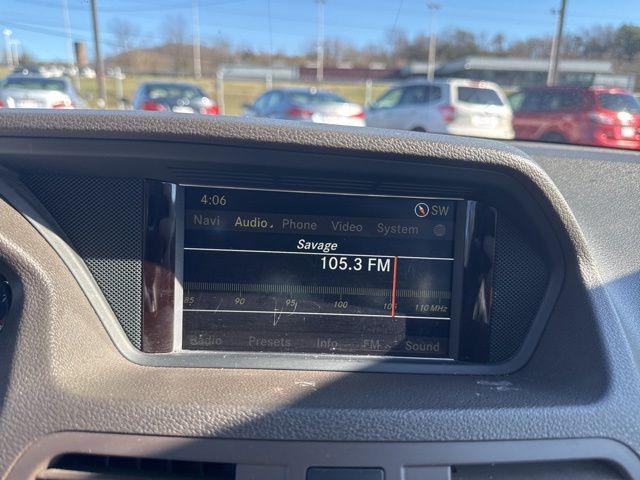 4:06 SW
Navi Audio Phone Video System
Savage
105.3 FM
85 90 95 100 105 110 MHz
Radio Presets Info FM Sound